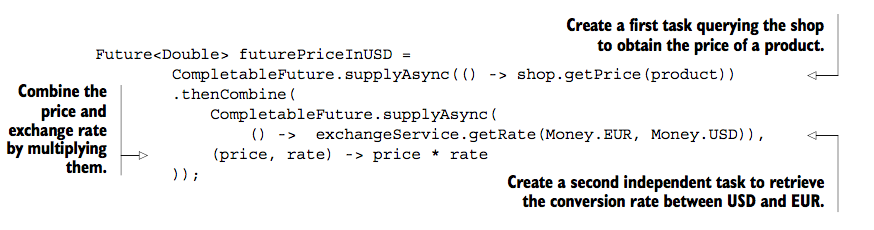 Create a first task querying the shop
to obtain the price of a product.
Future<Double> futurePriceInUSD =
CompletableFuture.supplyAsync(() -> shop.getPrice(product))
.thenCombine(
CompletableFuture.supplyAsync(
() -> exchangeService.getRate(Money.EUR, Money.USD)),
(price, rate) -> price * rate
));
Combine the
price and
exchange rate
by multiplying
them.
Create a second independent task to retrieve
the conversion rate between USD and EUR.